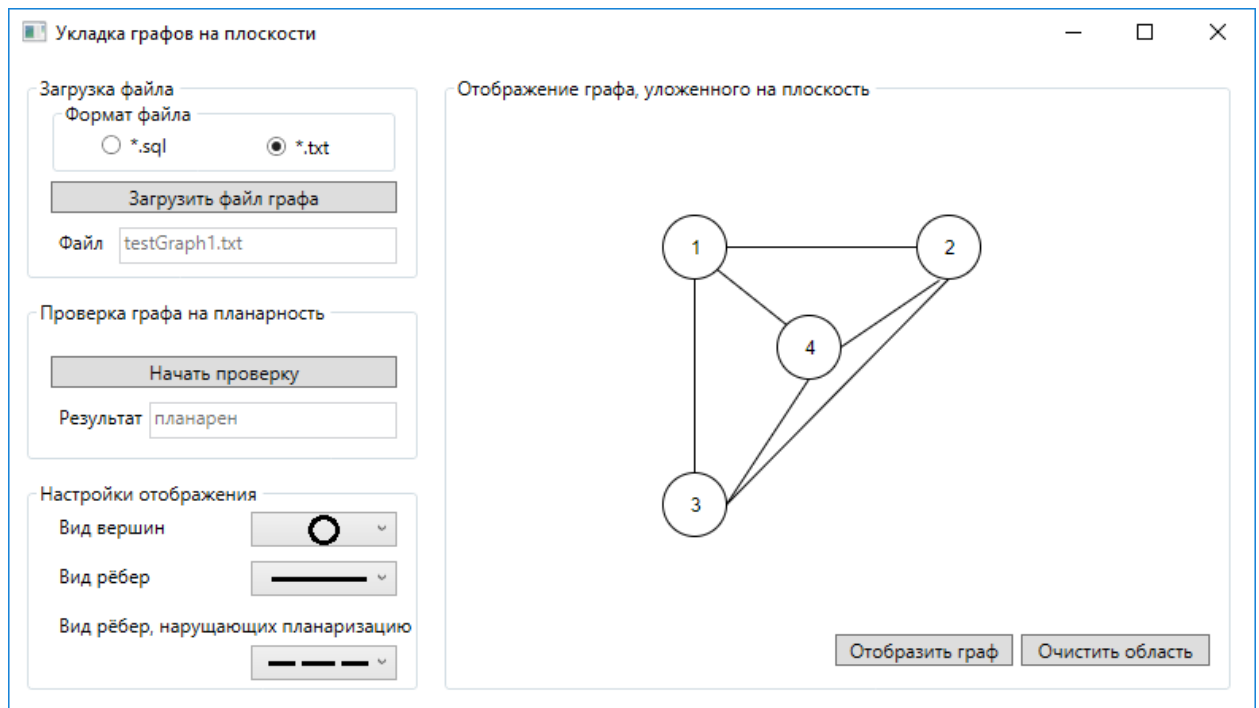 Укладка графов на плоскости
Загрузка файла
Формат файла
*.sql
*.txt
Загрузить файл графа
Файл
testGraph1.txt
Проверка графа на планарность
Начать проверку
Результат
планарен
Настройки отображения
Вид вершин
Вид рёбер
Вид рёбер, нарущающих планаризацию
Отображение графа, уложенного на плоскость
1
2
4
3
Отобразить граф
Очистить область